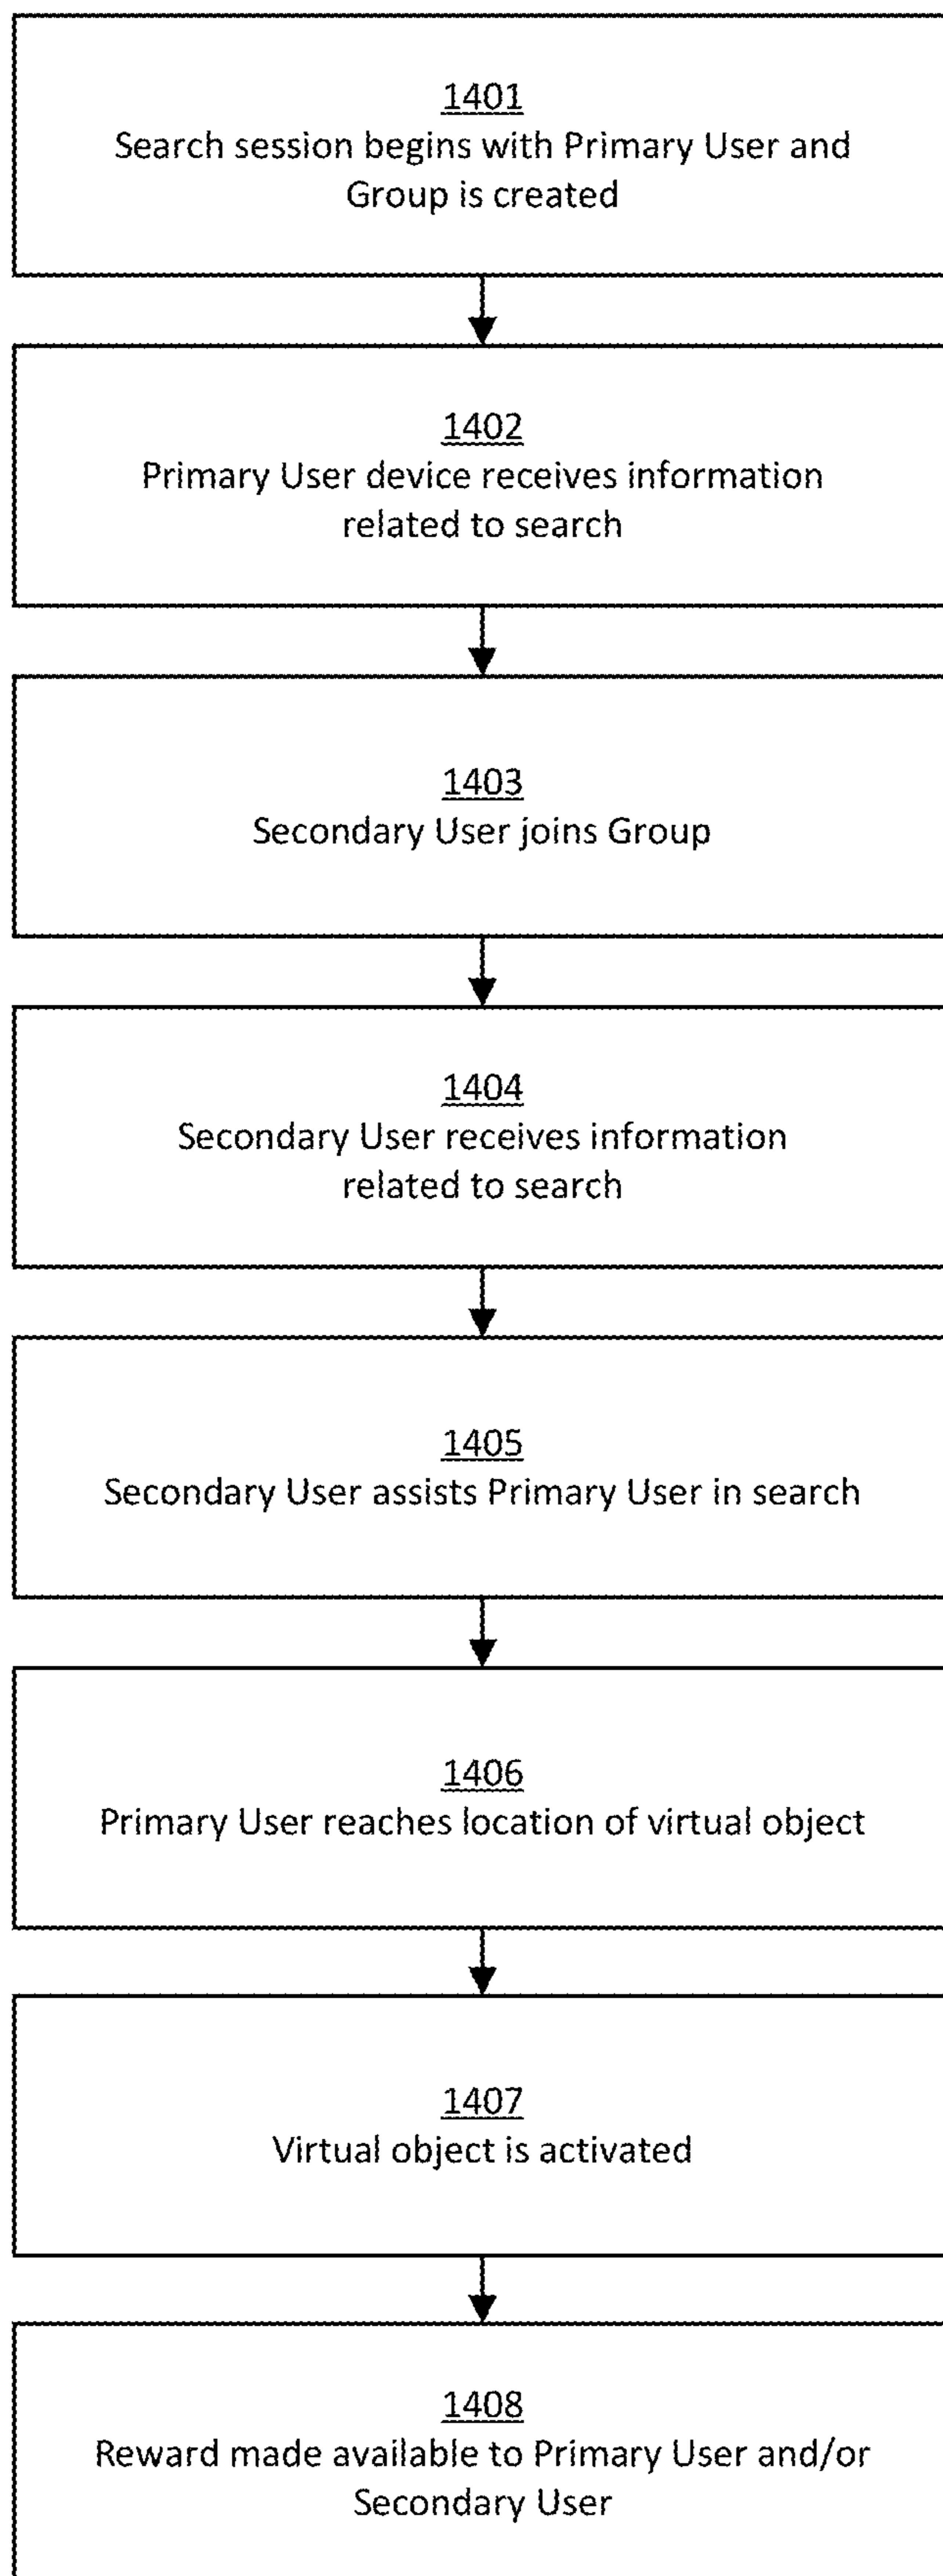 1401
Search session begins with Primary User and
Group is created
1402
Primary User device receives information
related to search
1403
Secondary User joins Group
1404
Secondary User receives information
related to search
1405
Secondary User assists Primary User in search
1406
Primary User reaches location of virtual object
1407
Virtual object is activated
1408
Reward made available to Primary User and/or
Secondary User